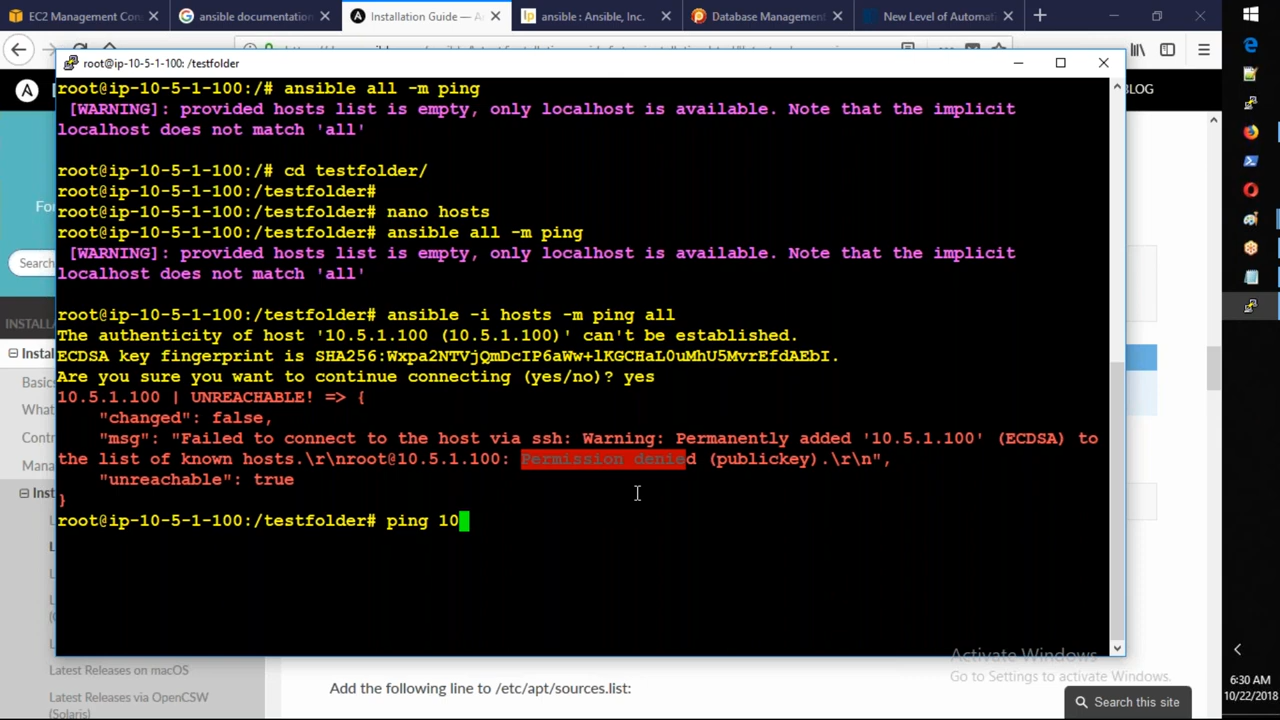 EC2 Management Con
ansible documentation
Installation Guide — A
ansible : Ansible, Inc.
Database Management
New Level of Automat
root@ip-10-5-1-100: /testfolder
BLOG
root@ip-10-5-1-100:/# ansible all -m ping
[WARNING]: provided hosts list is empty, only localhost is available. Note that the implicit
localhost does not match 'all'
root@ip-10-5-1-100:/# cd testfolder/
root@ip-10-5-1-100:/testfolder#
root@ip-10-5-1-100:/testfolder# nano hosts
root@ip-10-5-1-100:/testfolder# ansible all -m ping
[WARNING]: provided hosts list is empty, only localhost is available. Note that the implicit
localhost does not match 'all'
root@ip-10-5-1-100:/testfolder# ansible -i hosts -m ping all
The authenticity of host '10.5.1.100 (10.5.1.100)' can't be established.
ECDSA key fingerprint is SHA256:Wxpa2NTVjQmDcIP6aWw+lKGCHaL0uMhU5MvrEfdAEbI.
Are you sure you want to continue connecting (yes/no)? yes
10.5.1.100 | UNREACHABLE! => {
"changed": false,
"msg": "Failed to connect to the host via ssh: Warning: Permanently added '10.5.1.100' (ECDSA) to
the list of known hosts.\r\nroot@10.5.1.100: Permission denied (publickey).\r\n",
"unreachable": true
}
root@ip-10-5-1-100:/testfolder# ping 10
For
Search
INSTALLA
Install
Basics
What
Contr
Mana
Inst
Latest Releases on macOS
Latest Releases via OpenCSW
(Solaris)
Add the following line to /etc/apt/sources.list:
Activate Windows
Go to Settings to activate Windows.
Search this site
6:30 AM
10/22/2018